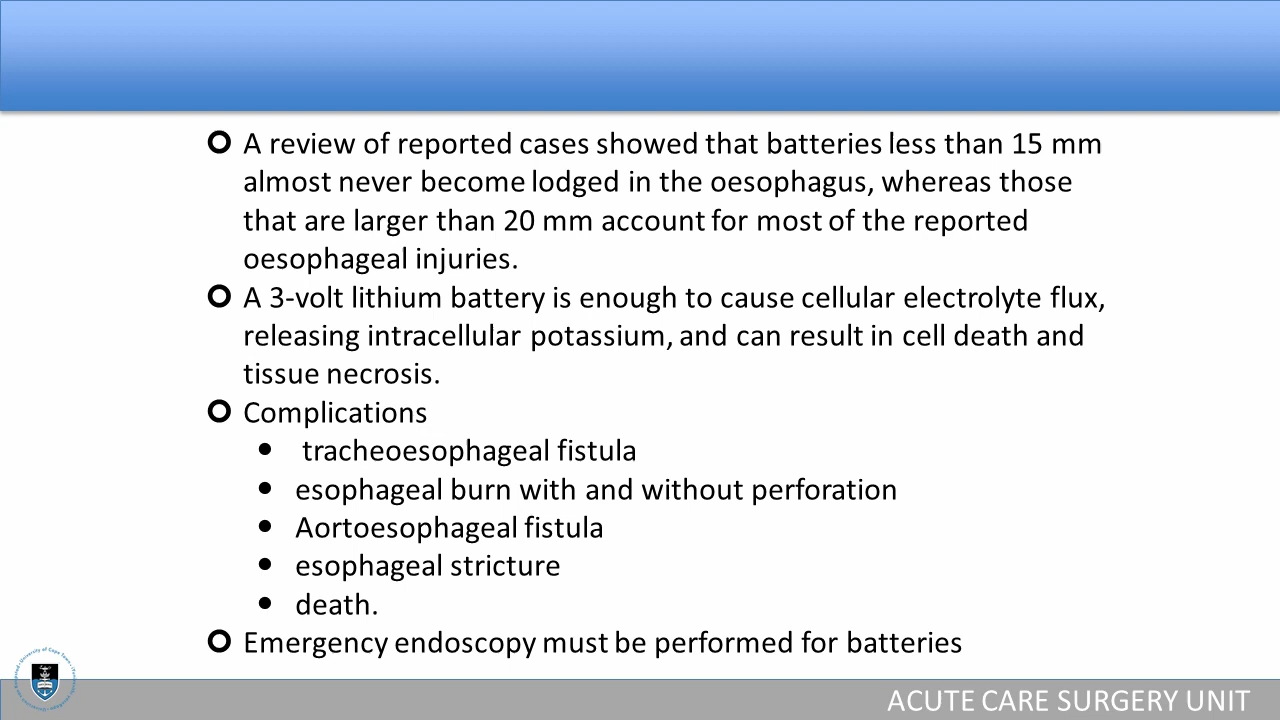 A review of reported cases showed that batteries less than 15 mm
almost never become lodged in the oesophagus, whereas those
that are larger than 20 mm account for most of the reported
oesophageal injuries.
A 3-volt lithium battery is enough to cause cellular electrolyte flux,
releasing intracellular potassium, and can result in cell death and
tissue necrosis.
Complications
tracheoesophageal fistula
esophageal burn with and without perforation
Aortoesophageal fistula
esophageal stricture
death.
Emergency endoscopy must be performed for batteries
ACUTE CARE SURGERY UNIT